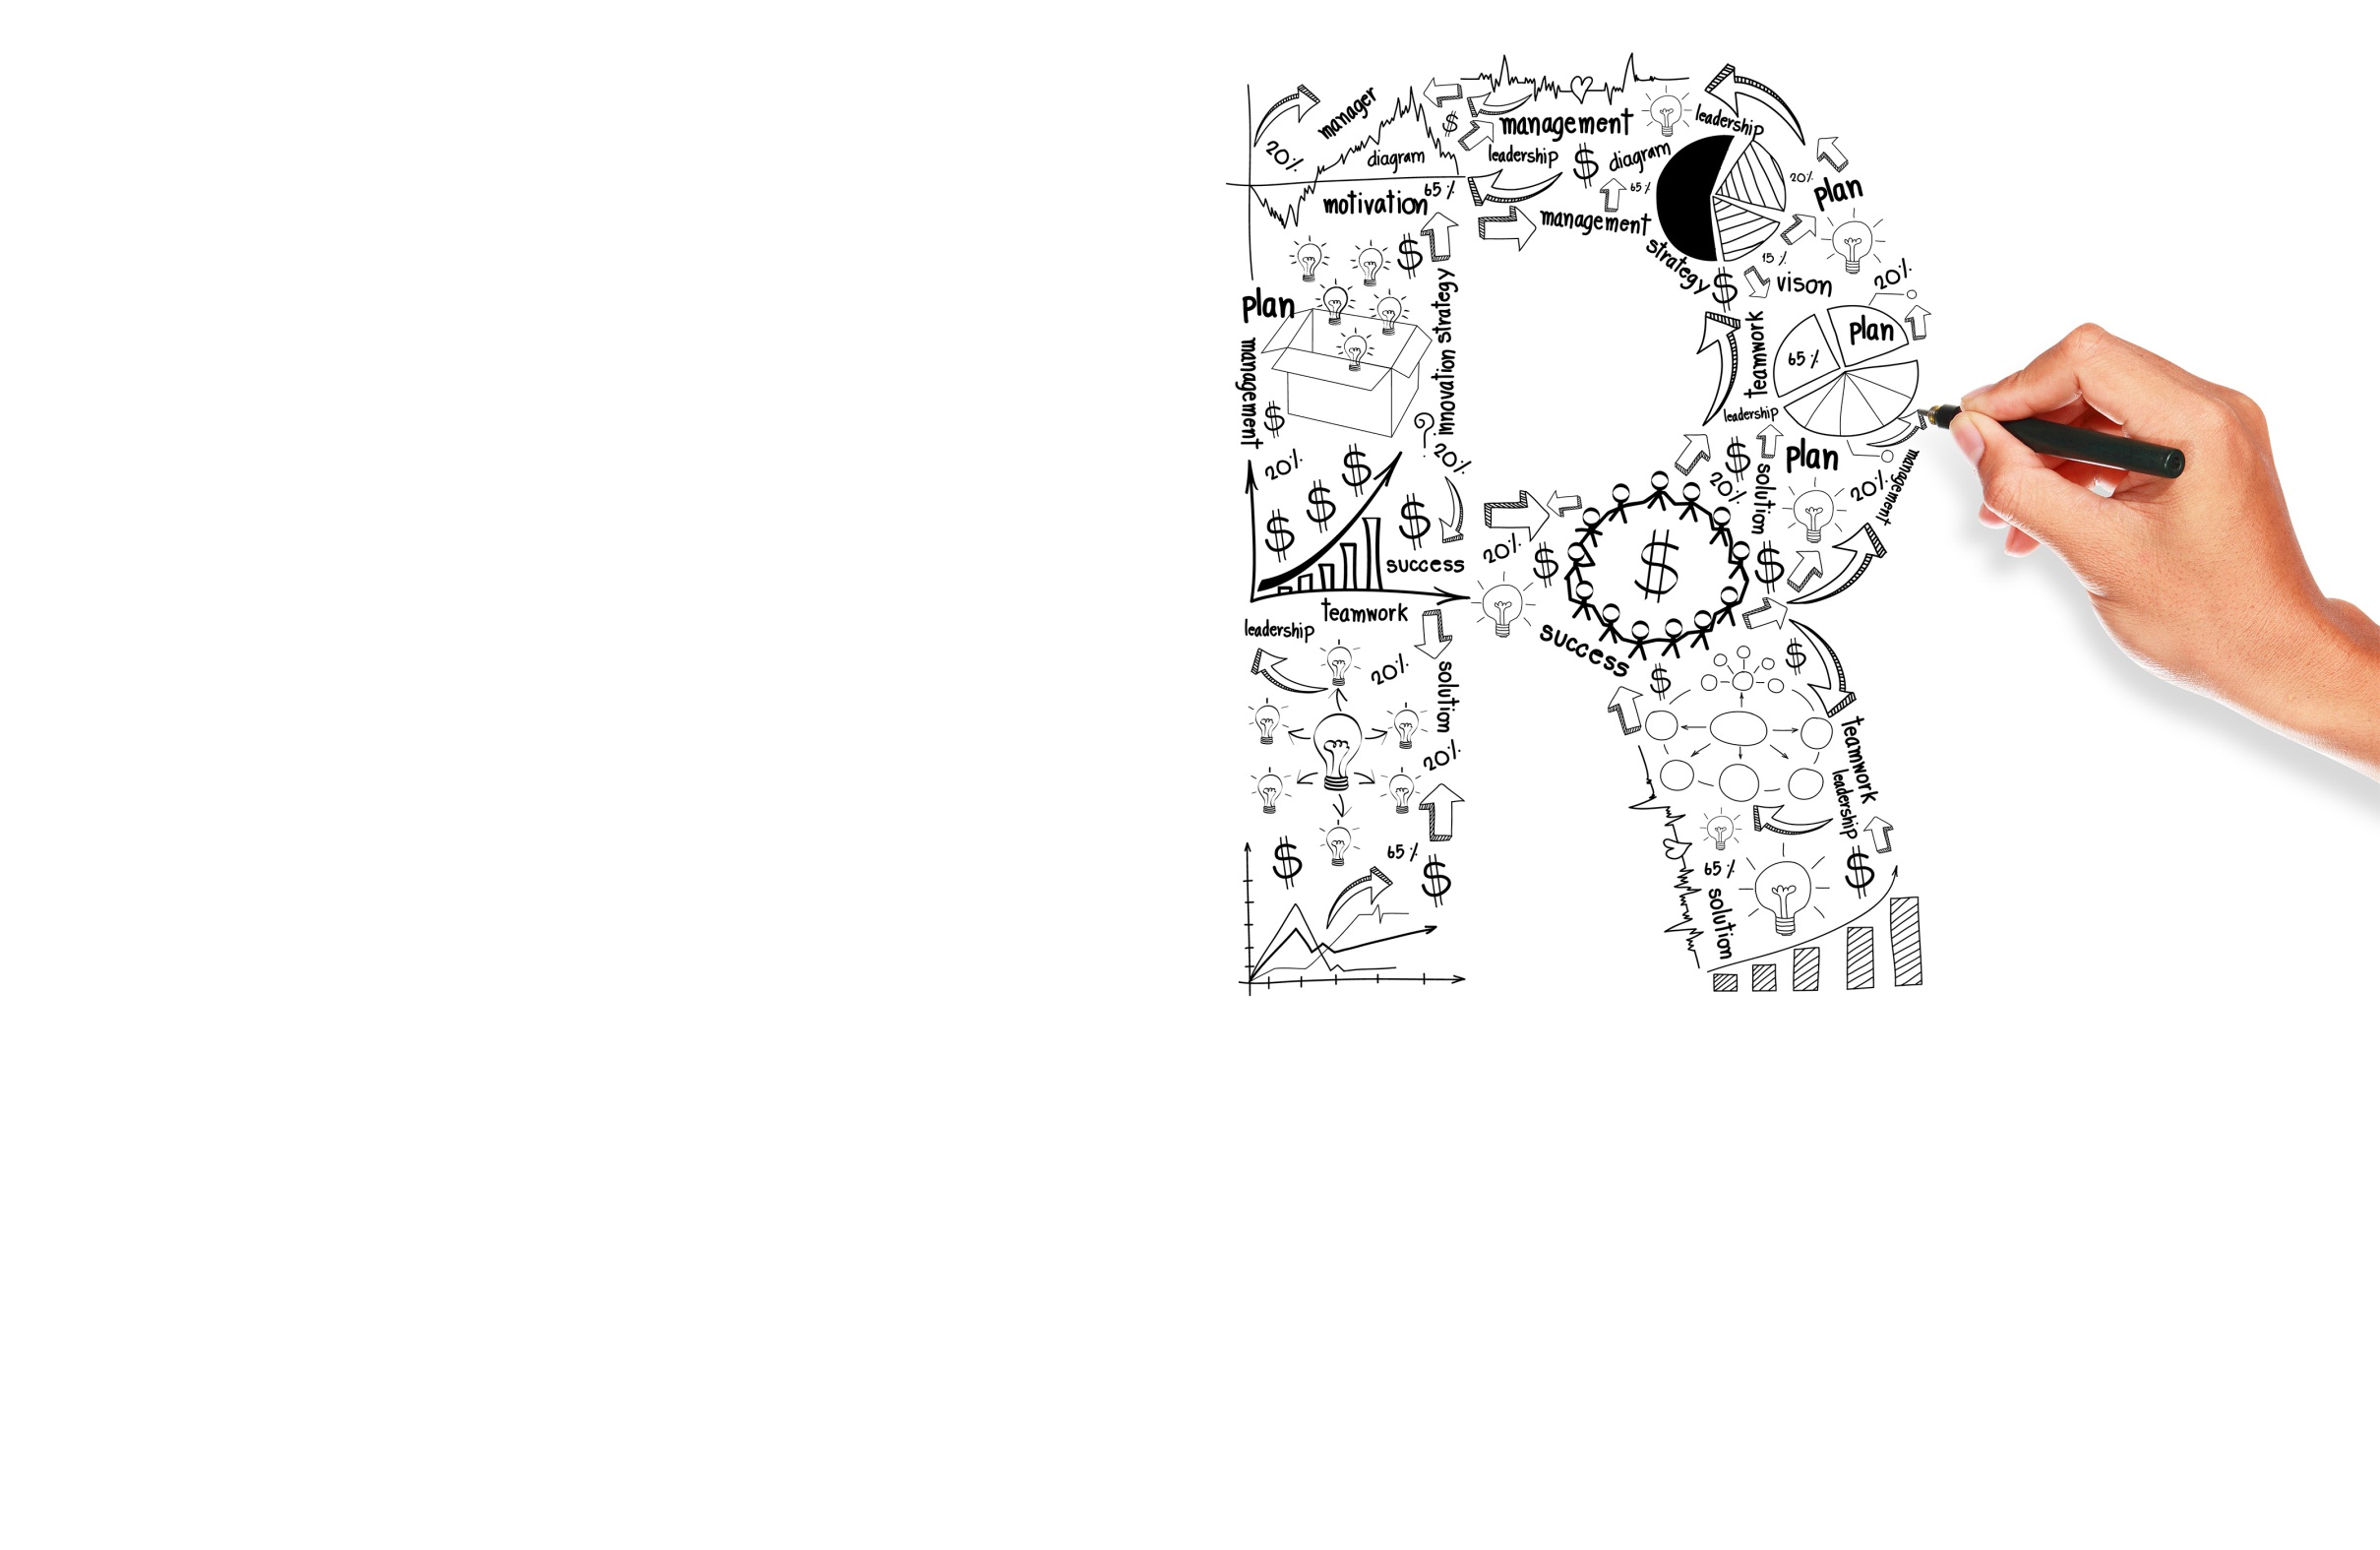 manager
20%
diagram
motivation
65%
$
management
leadership
$
diagram
leadership
65%
management
strategy
20%
plan
15%
vison
$
20%
$
plan
management
$
innovation strategy
?
20%
teamwork
leadership
65%
plan
plan
20%
management
20%
$
$
$
$
success
teamwork
20%
$
$
success
$
20%
solution
$
leadership
20%
solution
20%
$
65%
$
$
$
teamwork
leadership
$
65%
solution